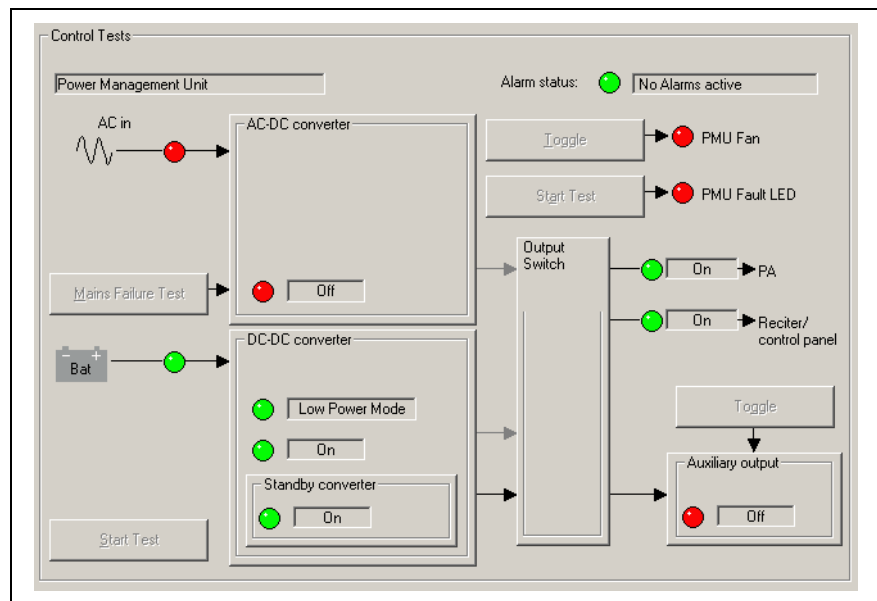 Control Tests
Power Management Unit
Alarm status: No Alarms active
AC in
AC-DC converter
Toggle
PMU Fan
Start Test
PMU Fault LED
Output
Switch
On
PA
Mains Failure Test
Off
On
Reciter/
control panel
DC-DC converter
- +
Bat
Low Power Mode
Toggle
On
Auxiliary output
Standby converter
On
Off
Start Test